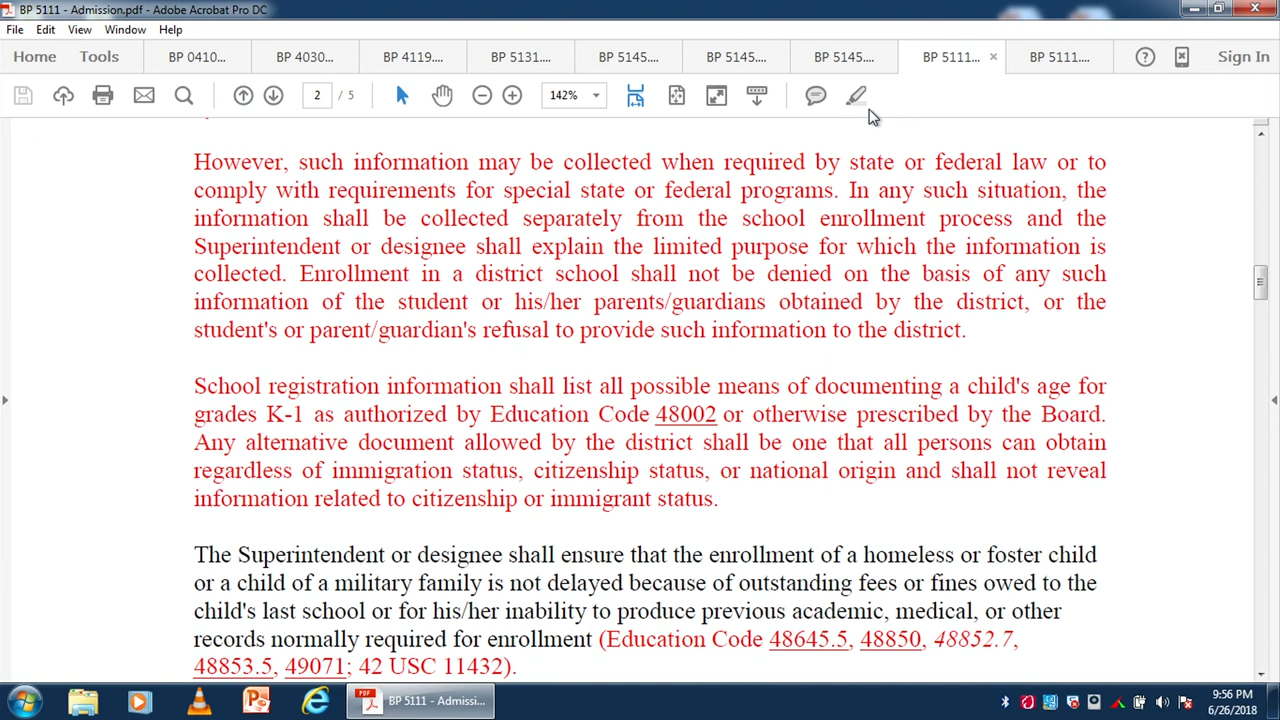 BP 5111 - Admission.pdf - Adobe Acrobat Pro DC
File Edit View Window Help
Home Tools BP 0410... BP 4030... BP 4119.... BP 5131.... BP 5145.... BP 5145.... BP 5145.... BP 5111... BP 5111.... Sign In
2 / 5 142%
However, such information may be collected when required by state or federal law or to
comply with requirements for special state or federal programs. In any such situation, the
information shall be collected separately from the school enrollment process and the
Superintendent or designee shall explain the limited purpose for which the information is
collected. Enrollment in a district school shall not be denied on the basis of any such
information of the student or his/her parents/guardians obtained by the district, or the
student's or parent/guardian's refusal to provide such information to the district.
School registration information shall list all possible means of documenting a child's age for
grades K-1 as authorized by Education Code 48002 or otherwise prescribed by the Board.
Any alternative document allowed by the district shall be one that all persons can obtain
regardless of immigration status, citizenship status, or national origin and shall not reveal
information related to citizenship or immigrant status.
The Superintendent or designee shall ensure that the enrollment of a homeless or foster child
or a child of a military family is not delayed because of outstanding fees or fines owed to the
child's last school or for his/her inability to produce previous academic, medical, or other
records normally required for enrollment (Education Code 48645.5, 48850, 48852.7,
48853.5, 49071; 42 USC 11432).
PDF BP 5111 - Admissi... 9:56 PM
6/26/2018